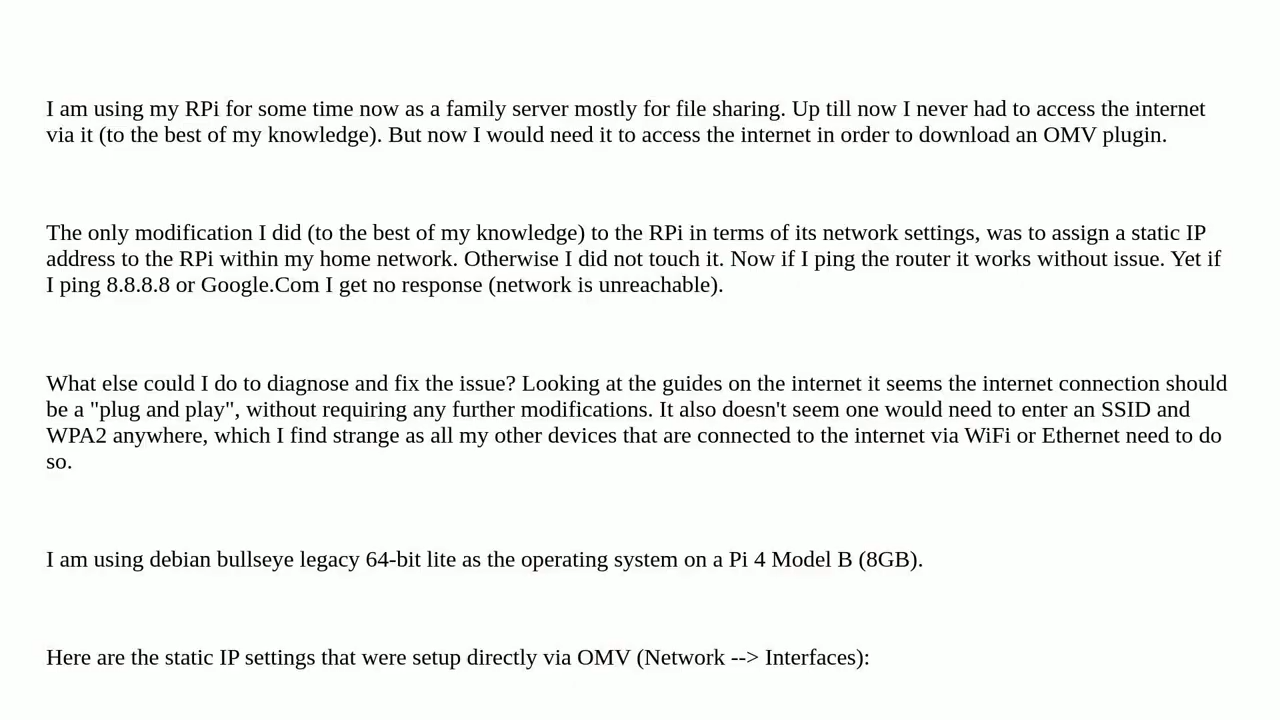 I am using my RPi for some time now as a family server mostly for file sharing. Up till now I never had to access the internet
via it (to the best of my knowledge). But now I would need it to access the internet in order to download an OMV plugin.
The only modification I did (to the best of my knowledge) to the RPi in terms of its network settings, was to assign a static IP
address to the RPi within my home network. Otherwise I did not touch it. Now if I ping the router it works without issue. Yet if
I ping 8.8.8.8 or Google.Com I get no response (network is unreachable).
What else could I do to diagnose and fix the issue? Looking at the guides on the internet it seems the internet connection should
be a "plug and play", without requiring any further modifications. It also doesn't seem one would need to enter an SSID and
WPA2 anywhere, which I find strange as all my other devices that are connected to the internet via WiFi or Ethernet need to do
so.
I am using debian bullseye legacy 64-bit lite as the operating system on a Pi 4 Model B (8GB).
Here are the static IP settings that were setup directly via OMV (Network --> Interfaces):